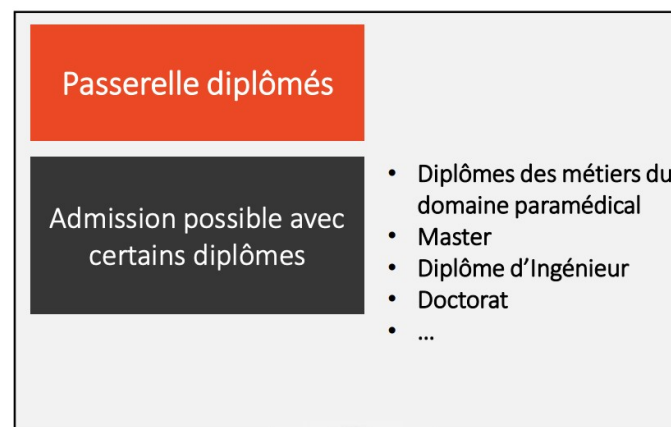 Passerelle diplômés
Admission possible avec
certains diplômes
• Diplômes des métiers du
domaine paramédical
• Master
• Diplôme d'Ingénieur
• Doctorat
• ...